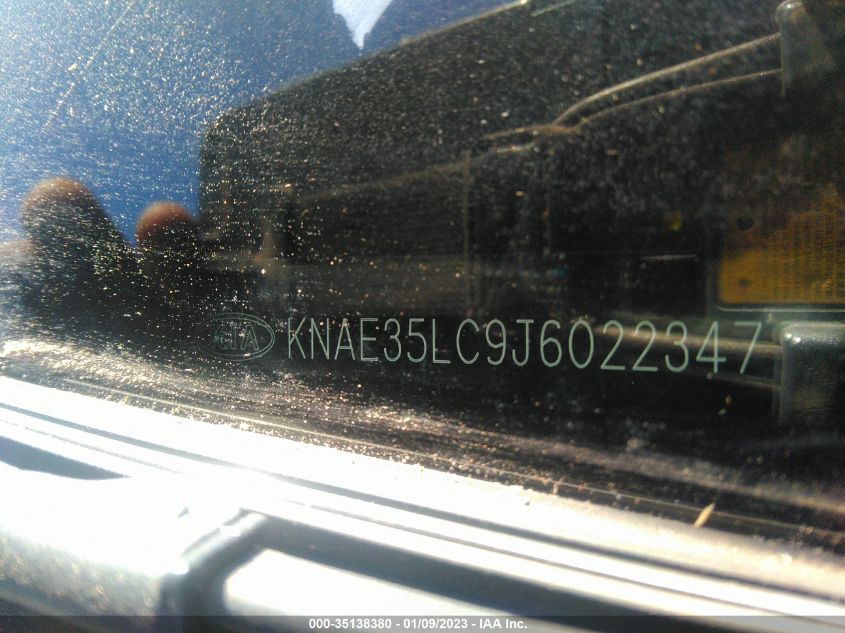 KIA KNAE35LC9J6022347
000-35138380 - 01/09/2023 - IAA Inc.